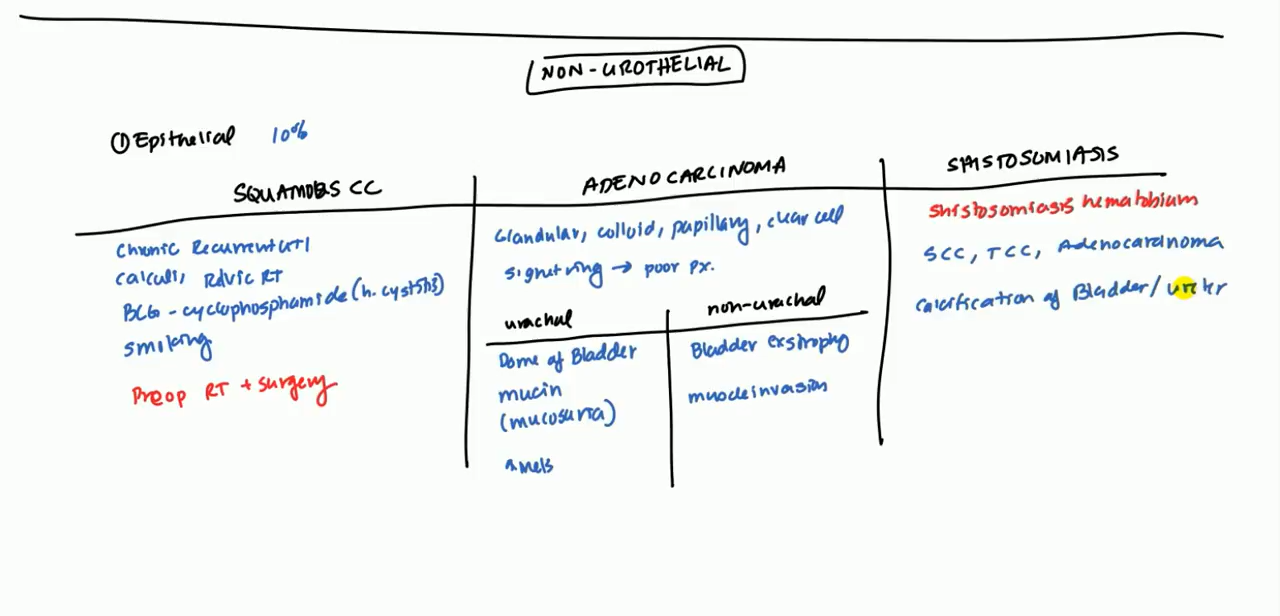 NON-UROTHELIAL
① Epithelial 10%
SQUAMOUS CC
Chronic Recurrent UTI
Calculi, Pelvic RT
BCG - cyclophosphamide (h. cystitis)
Smoking
Preop RT + surgery
ADENOCARCINOMA
Glandular, colloid, papillary, clear cell
Signet ring → poor Px.
urachal
Dome of Bladder
mucin
(mucosuria)
non-urachal
Bladder exstrophy
muscle invasion
SHISTOSOMIASIS
Shistosomiasis hematobium
SCC, TCC, Adenocarcinoma
Calcification of Bladder/ureter